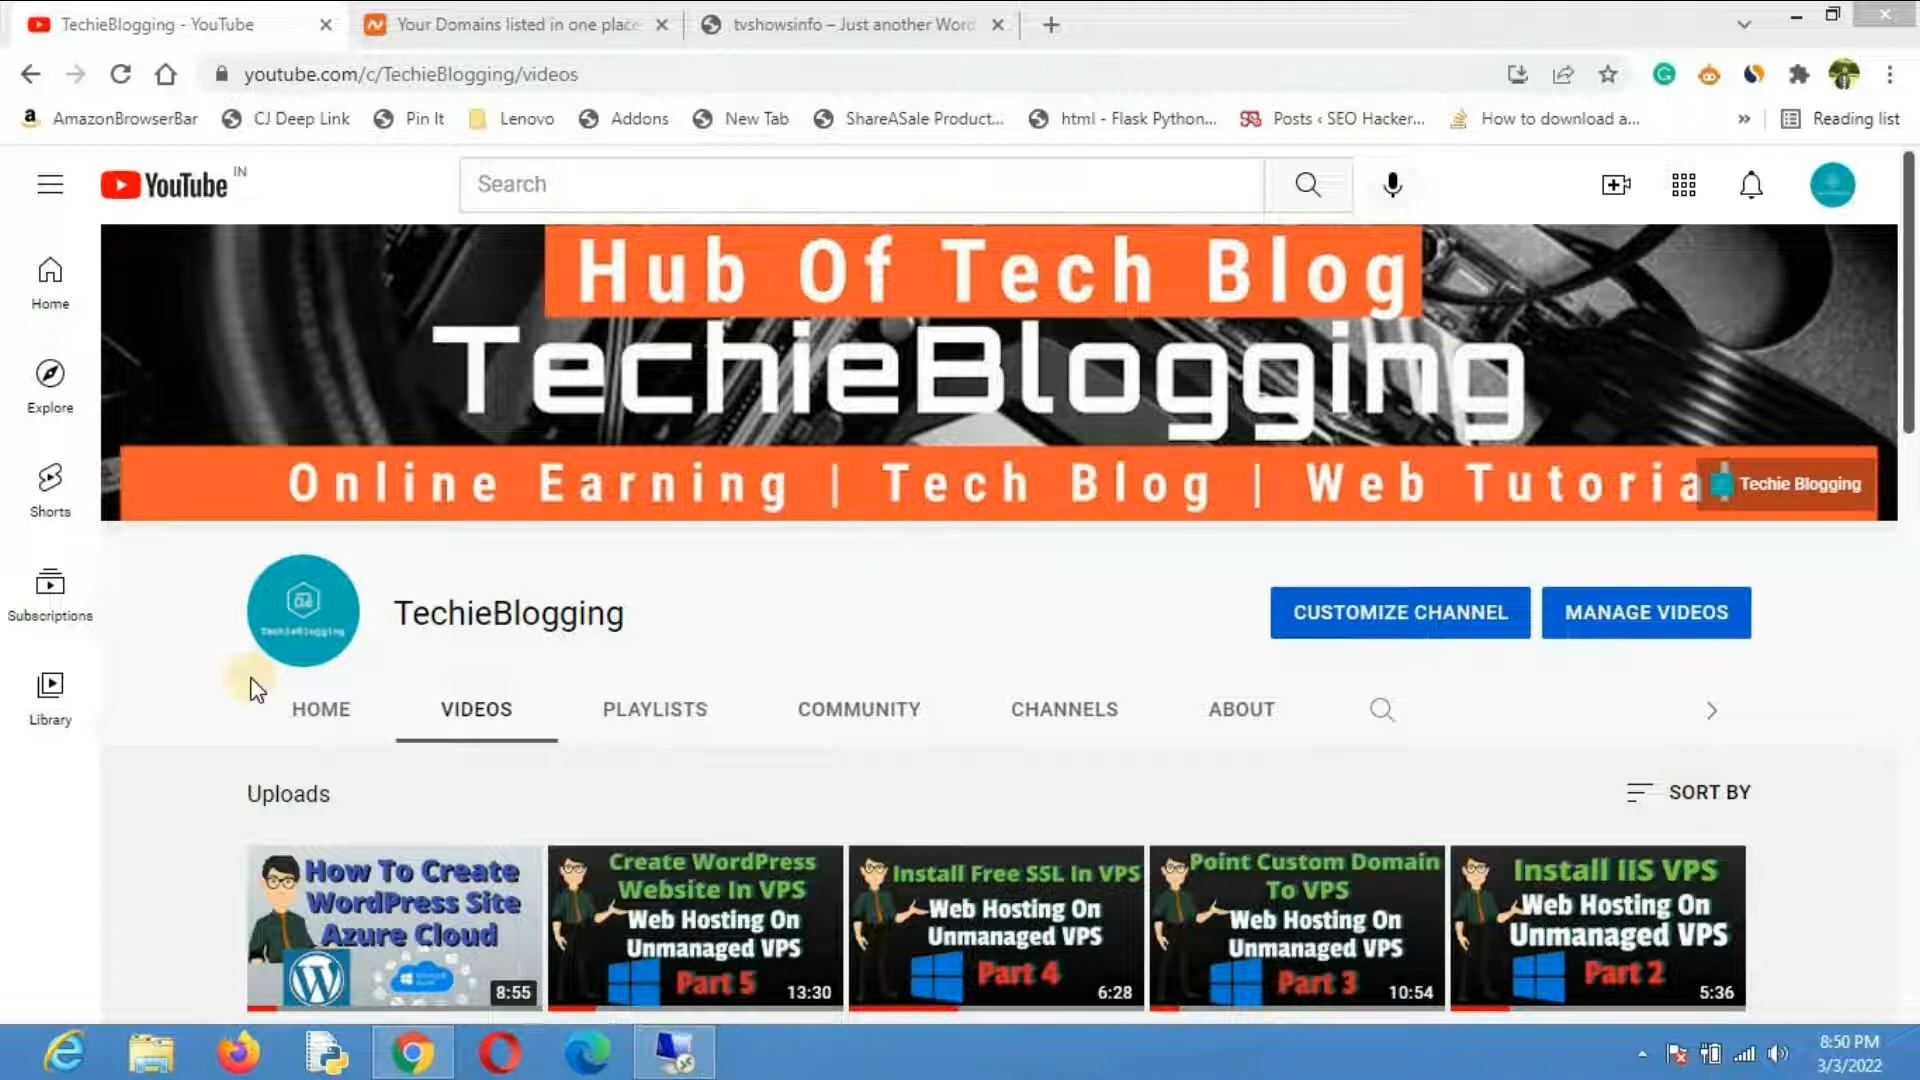 TechieBlogging - YouTube
Your Domains listed in one place
tvshowsinfo – Just another Word
youtube.com/c/TechieBlogging/videos
AmazonBrowserBar
CJ Deep Link
Pin It
Lenovo
Addons
New Tab
ShareASale Product...
html - Flask Python...
Posts ‹ SEO Hacker...
How to download a...
»
Reading list
YouTube IN
Search
Hub Of Tech Blog
TechieBlogging
Online Earning | Tech Blog | Web Tutoria
Techie Blogging
Home
Explore
Shorts
Subscriptions
Library
TechieBlogging
TechieBlogging
CUSTOMIZE CHANNEL
MANAGE VIDEOS
HOME
VIDEOS
PLAYLISTS
COMMUNITY
CHANNELS
ABOUT
Uploads
SORT BY
How To Create
WordPress Site
Azure Cloud
8:55
Create WordPress
Website In VPS
Web Hosting On
Unmanaged VPS
Part 5
13:30
Install Free SSL In VPS
Web Hosting On
Unmanaged VPS
Part 4
6:28
Point Custom Domain
To VPS
Web Hosting On
Unmanaged VPS
Part 3
10:54
Install IIS VPS
Web Hosting On
Unmanaged VPS
Part 2
5:36
8:50 PM
3/3/2022